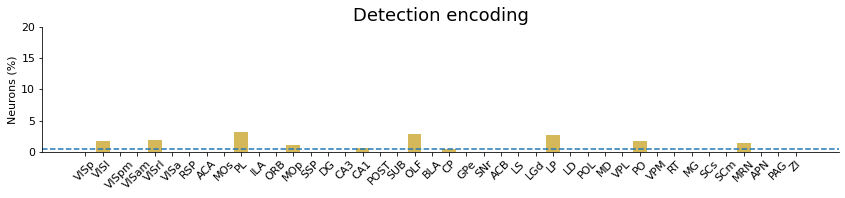 Detection encoding
Neurons (%)
20
15
10
5
0
VISp
VISl
VISpm
VISam
VISrl
VISa
RSP
ACA
MOs
PL
ILA
ORB
MOp
SSP
DG
CA3
CA1
POST
SUB
OLF
BLA
CP
GPe
SNr
ACB
LS
LGd
LP
LD
POL
MD
VPL
PO
VPM
RT
MG
SCs
SCm
MRN
APN
PAG
ZI